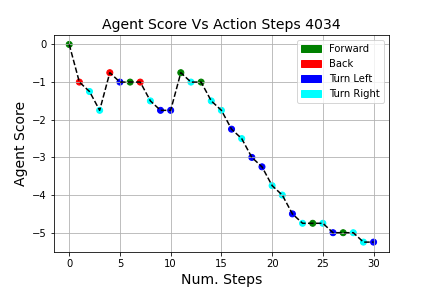 Agent Score Vs Action Steps 4034
Agent Score
0
−1
−2
−3
−4
−5
Forward
Back
Turn Left
Turn Right
0 5 10 15 20 25 30
Num. Steps